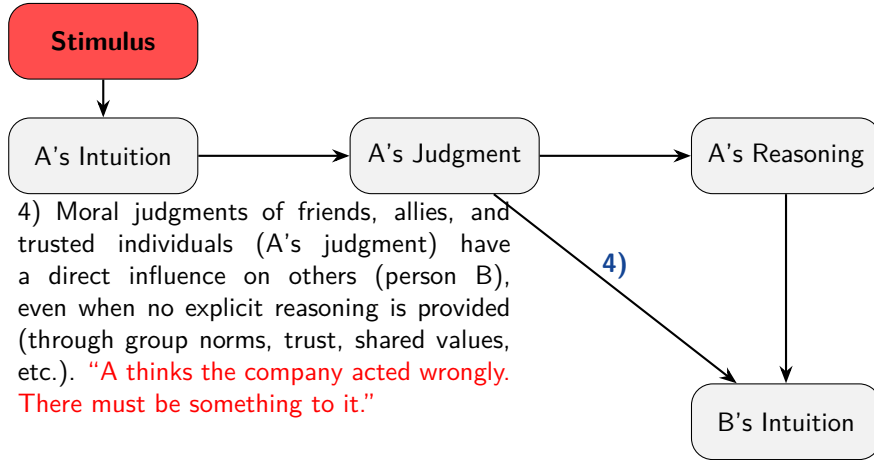 Stimulus
A's Intuition
A's Judgment
A's Reasoning
4) Moral judgments of friends, allies, and
trusted individuals (A's judgment) have
a direct influence on others (person B),
even when no explicit reasoning is provided
(through group norms, trust, shared values,
etc.). “A thinks the company acted wrongly.
There must be something to it.”
4)
B's Intuition